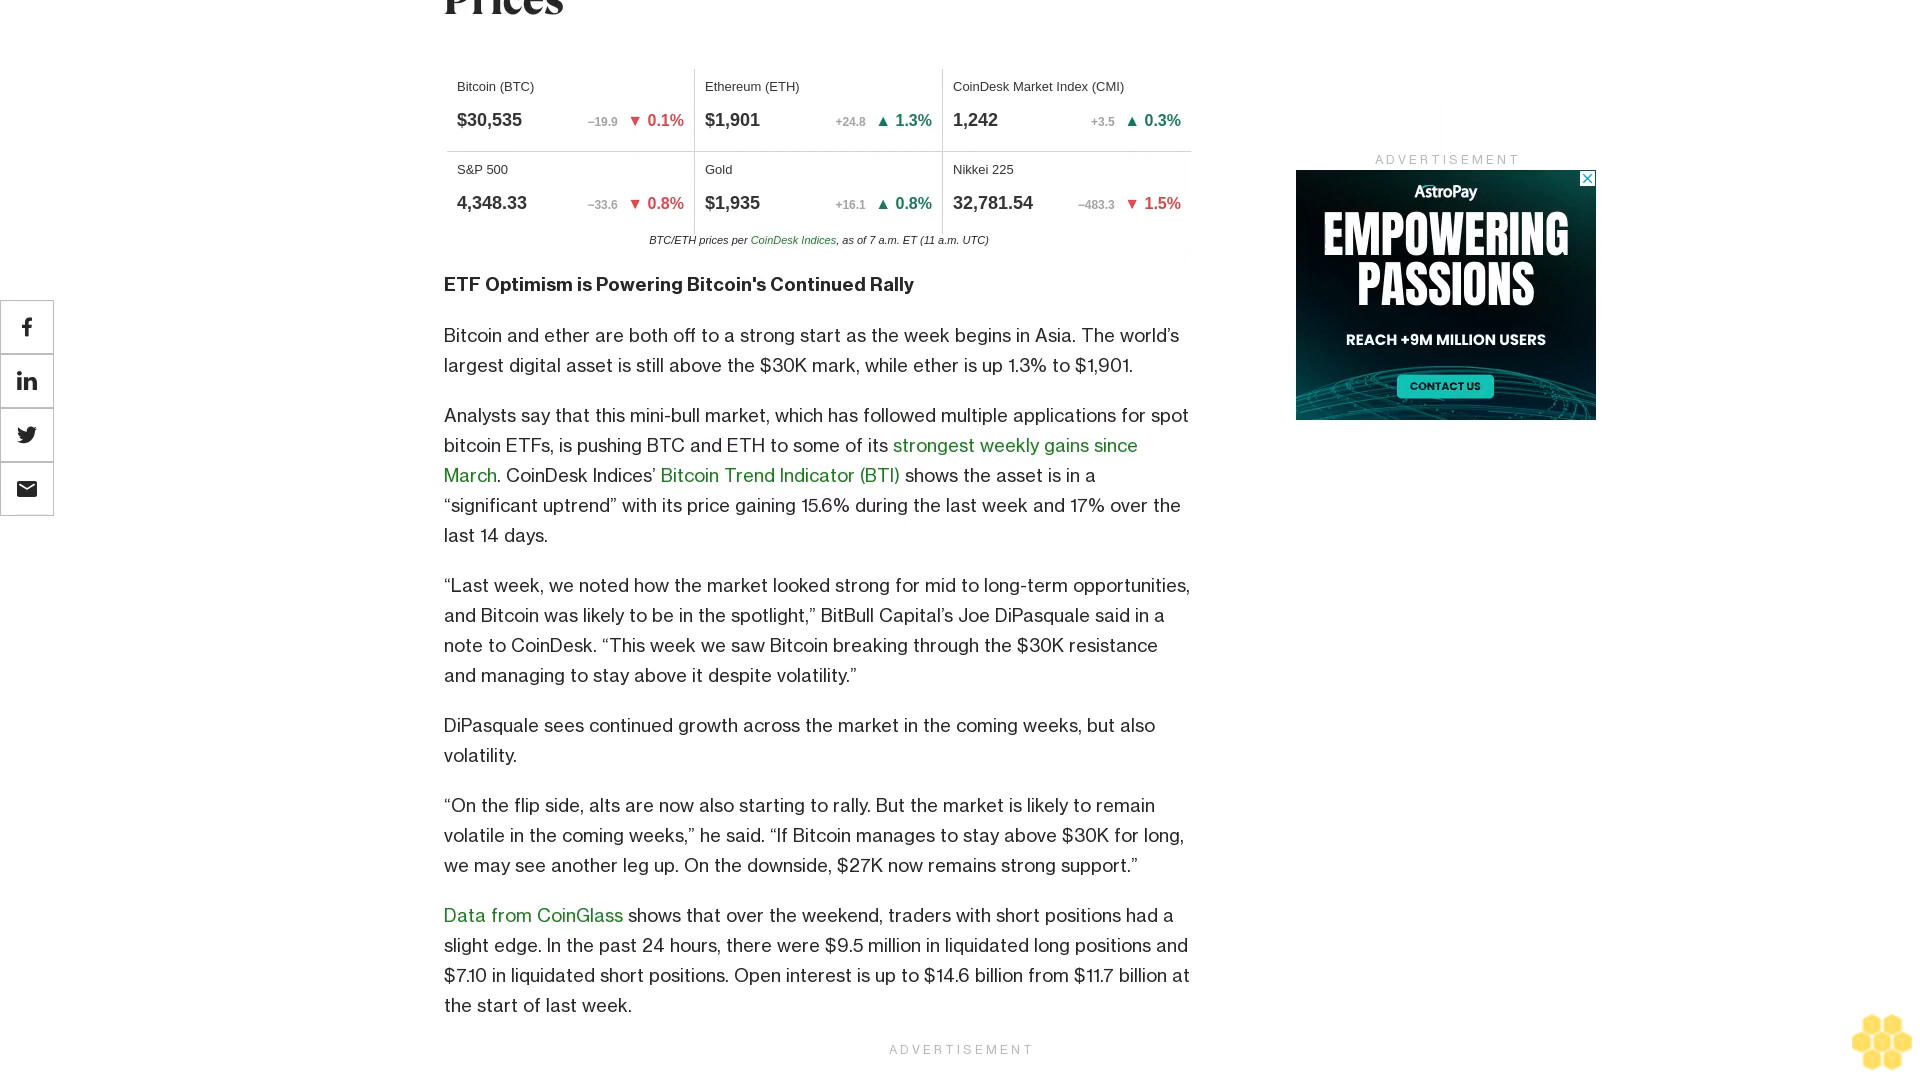 Prices
Bitcoin (BTC)
$30,535 −19.9 ▼ 0.1%
Ethereum (ETH)
$1,901 +24.8 ▲ 1.3%
CoinDesk Market Index (CMI)
1,242 +3.5 ▲ 0.3%
S&P 500
4,348.33 −33.6 ▼ 0.8%
Gold
$1,935 +16.1 ▲ 0.8%
Nikkei 225
32,781.54 −483.3 ▼ 1.5%
BTC/ETH prices per CoinDesk Indices, as of 7 a.m. ET (11 a.m. UTC)
ETF Optimism is Powering Bitcoin's Continued Rally
Bitcoin and ether are both off to a strong start as the week begins in Asia. The world’s
largest digital asset is still above the $30K mark, while ether is up 1.3% to $1,901.
Analysts say that this mini-bull market, which has followed multiple applications for spot
bitcoin ETFs, is pushing BTC and ETH to some of its strongest weekly gains since
March. CoinDesk Indices’ Bitcoin Trend Indicator (BTI) shows the asset is in a
“significant uptrend” with its price gaining 15.6% during the last week and 17% over the
last 14 days.
“Last week, we noted how the market looked strong for mid to long-term opportunities,
and Bitcoin was likely to be in the spotlight,” BitBull Capital’s Joe DiPasquale said in a
note to CoinDesk. “This week we saw Bitcoin breaking through the $30K resistance
and managing to stay above it despite volatility.”
DiPasquale sees continued growth across the market in the coming weeks, but also
volatility.
“On the flip side, alts are now also starting to rally. But the market is likely to remain
volatile in the coming weeks,” he said. “If Bitcoin manages to stay above $30K for long,
we may see another leg up. On the downside, $27K now remains strong support.”
Data from CoinGlass shows that over the weekend, traders with short positions had a
slight edge. In the past 24 hours, there were $9.5 million in liquidated long positions and
$7.10 in liquidated short positions. Open interest is up to $14.6 billion from $11.7 billion at
the start of last week.
ADVERTISEMENT
ADVERTISEMENT
AstroPay
EMPOWERING
PASSIONS
REACH +9M MILLION USERS
CONTACT US